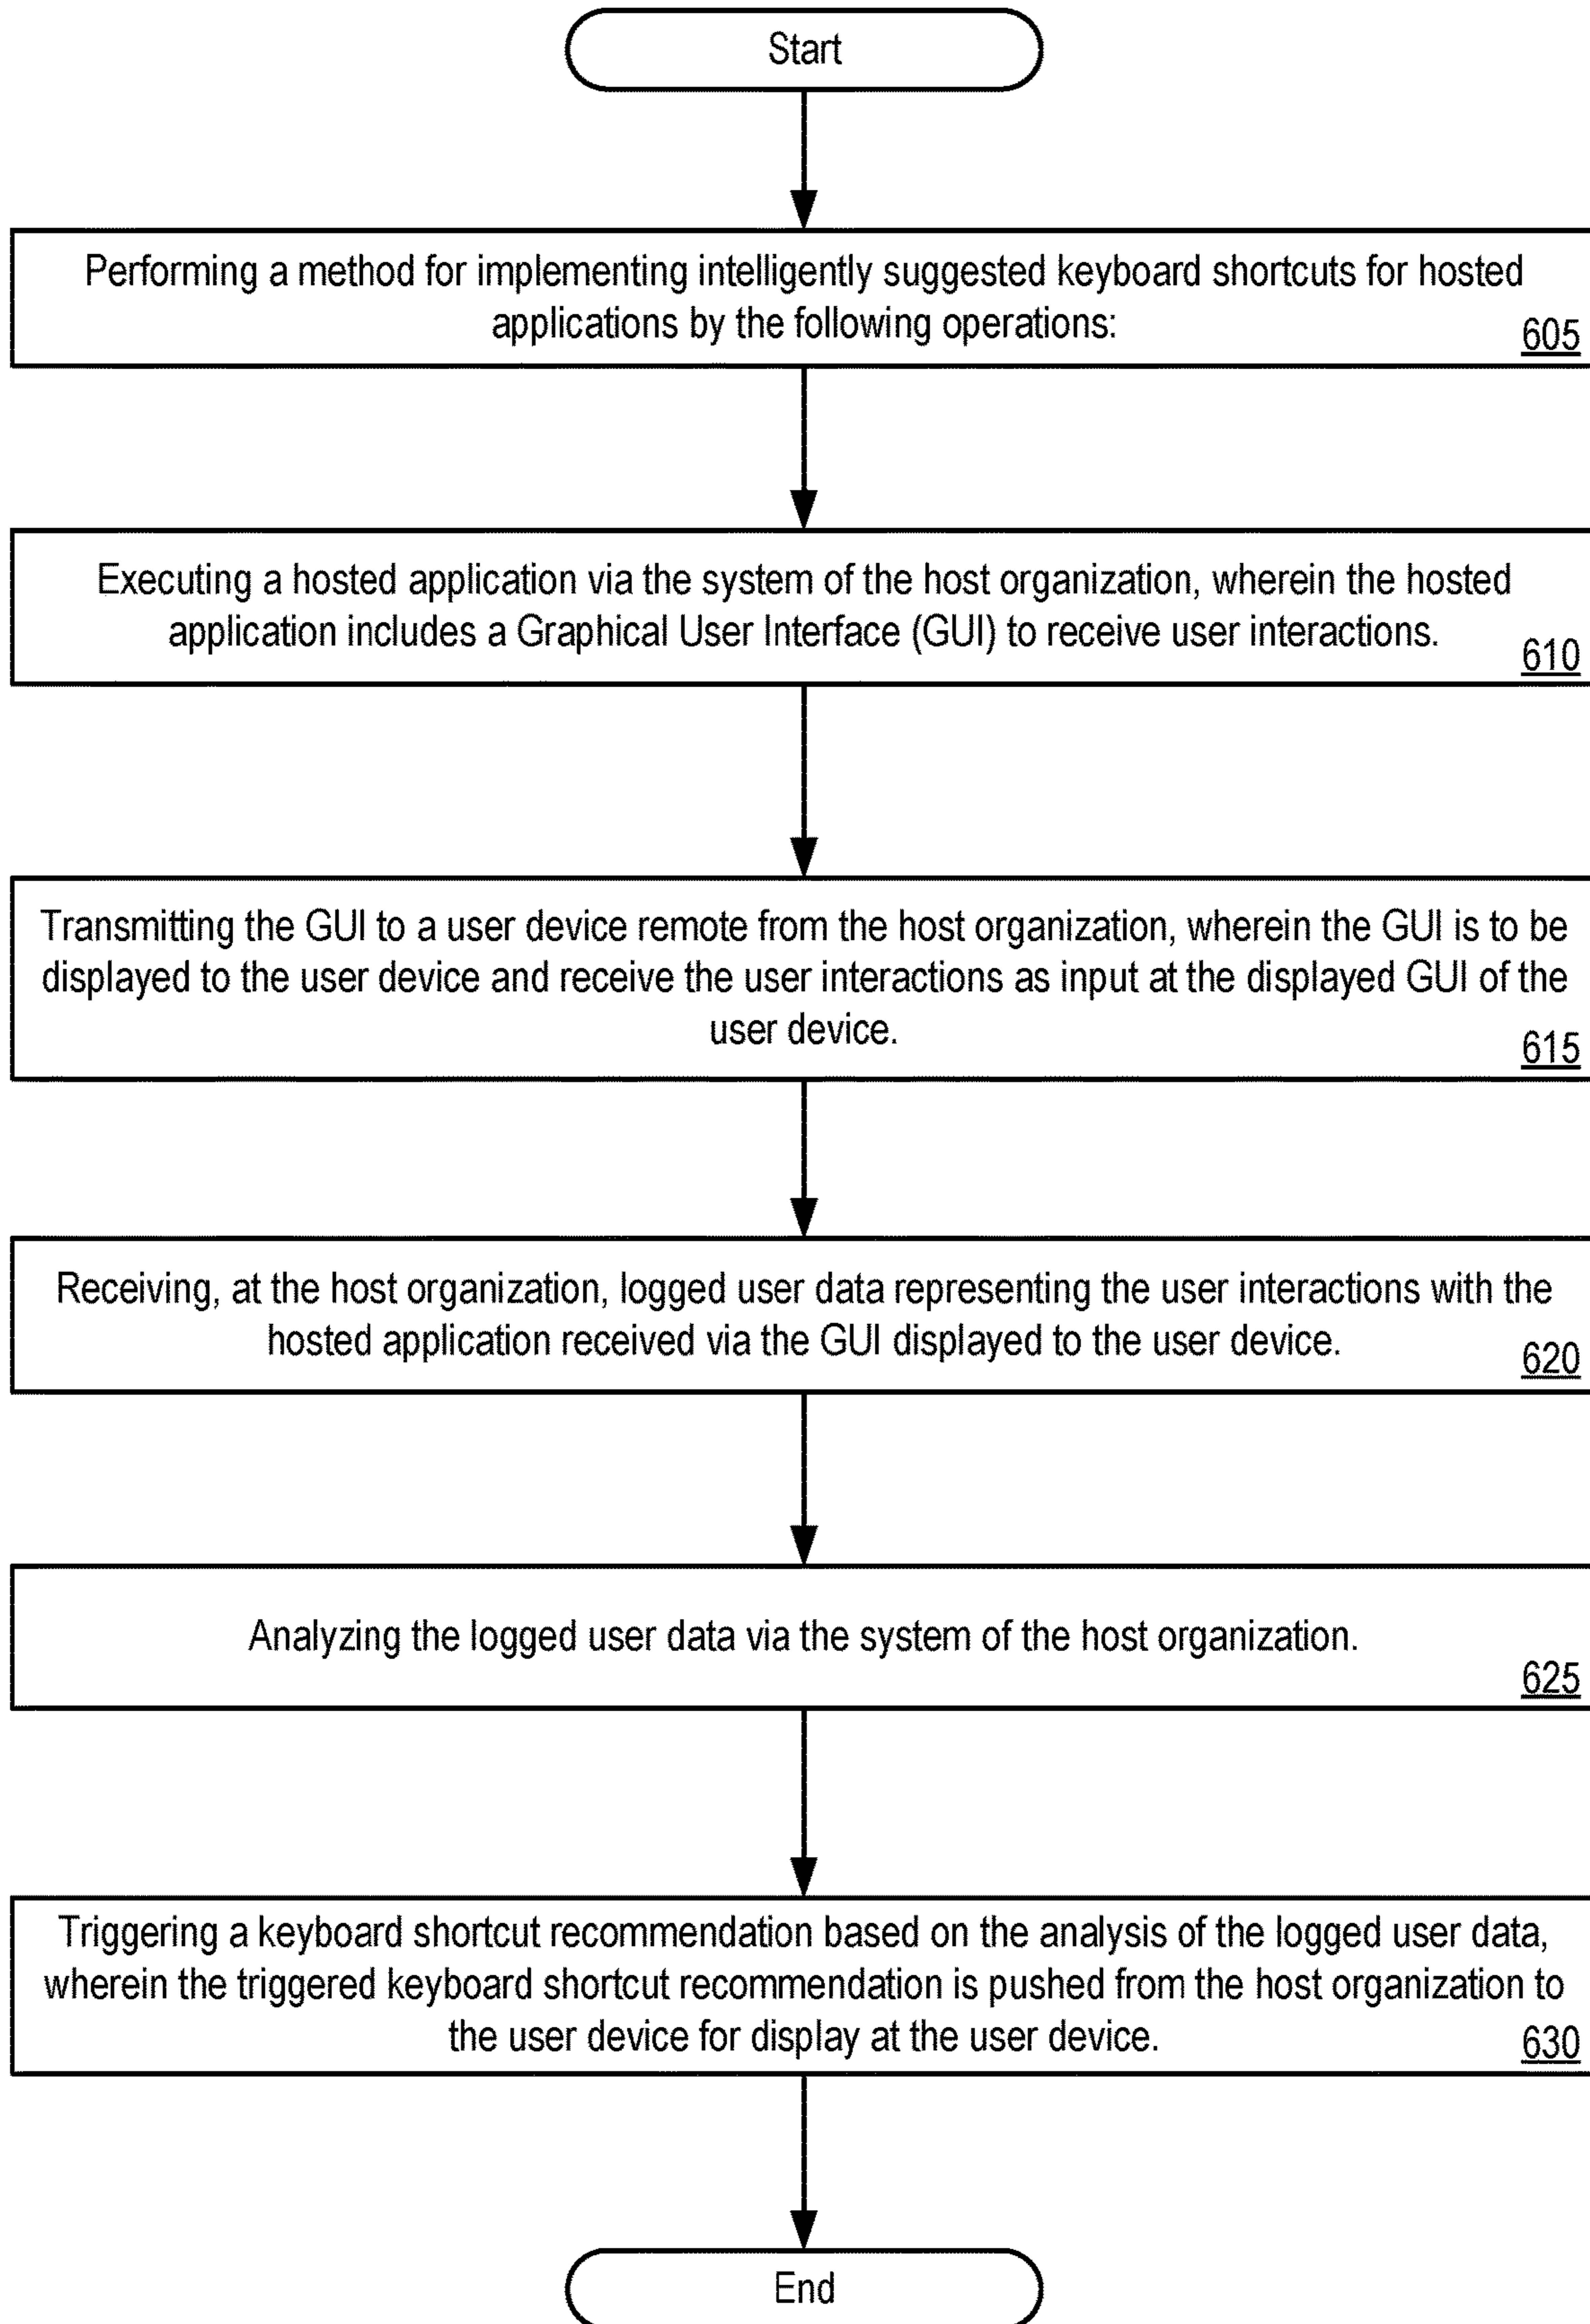 Start
Performing a method for implementing intelligently suggested keyboard shortcuts for hosted
applications by the following operations:
605
Executing a hosted application via the system of the host organization, wherein the hosted
application includes a Graphical User Interface (GUI) to receive user interactions.
610
Transmitting the GUI to a user device remote from the host organization, wherein the GUI is to be
displayed to the user device and receive the user interactions as input at the displayed GUI of the
user device.
615
Receiving, at the host organization, logged user data representing the user interactions with the
hosted application received via the GUI displayed to the user device.
620
Analyzing the logged user data via the system of the host organization.
625
Triggering a keyboard shortcut recommendation based on the analysis of the logged user data,
wherein the triggered keyboard shortcut recommendation is pushed from the host organization to
the user device for display at the user device.
630
End